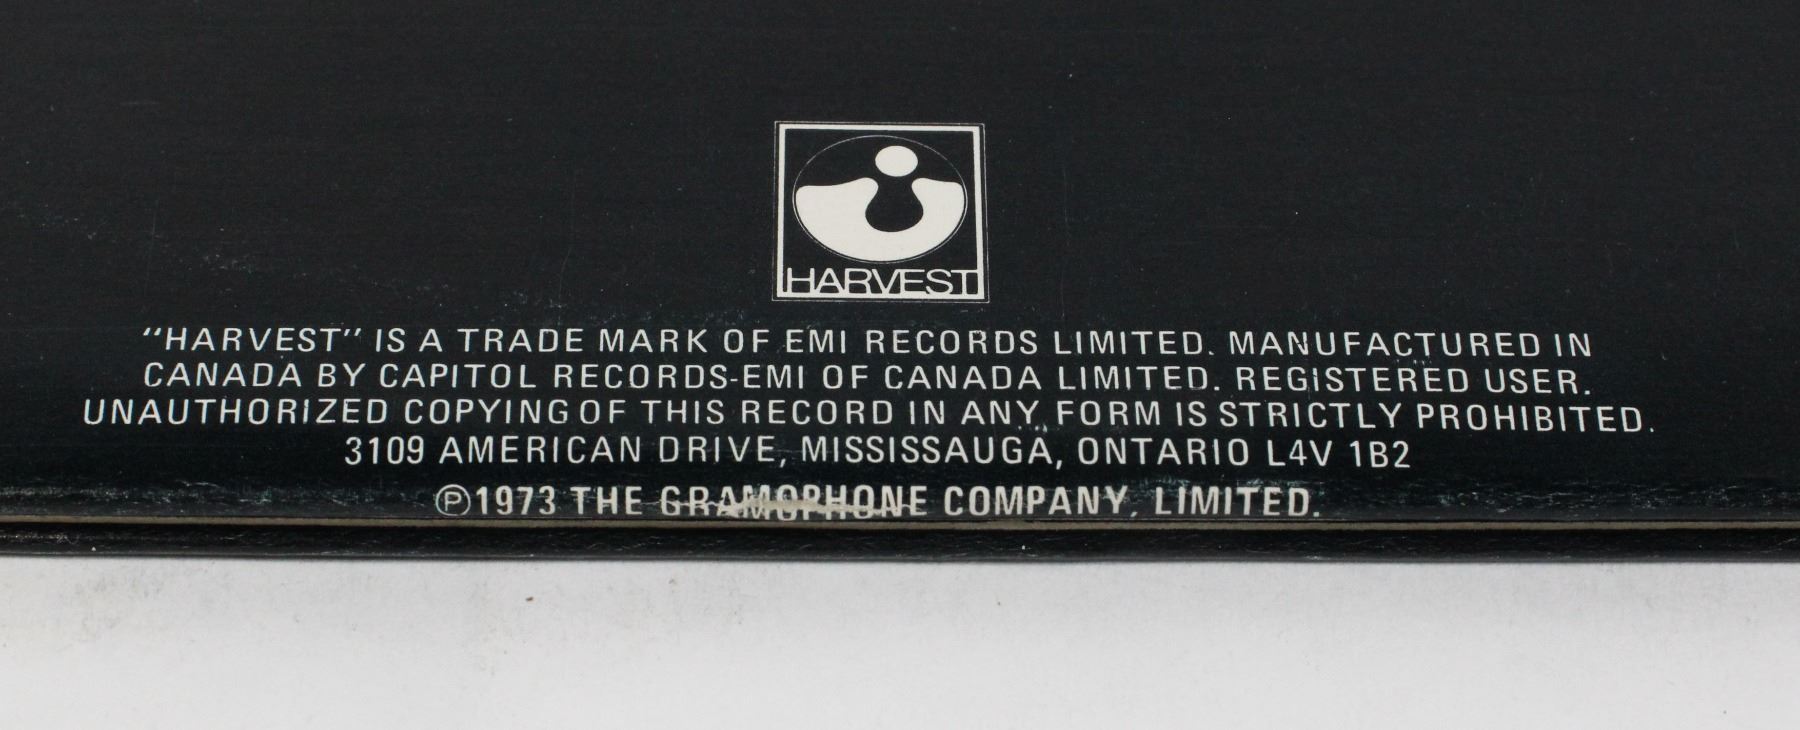 HARVEST
"HARVEST" IS A TRADE MARK OF EMI RECORDS LIMITED. MANUFACTURED IN
CANADA BY CAPITOL RECORDS-EMI OF CANADA LIMITED. REGISTERED USER.
UNAUTHORIZED COPYING OF THIS RECORD IN ANY FORM IS STRICTLY PROHIBITED.
3109 AMERICAN DRIVE, MISSISSAUGA, ONTARIO L4V 1B2
℗1973 THE GRAMOPHONE COMPANY, LIMITED.